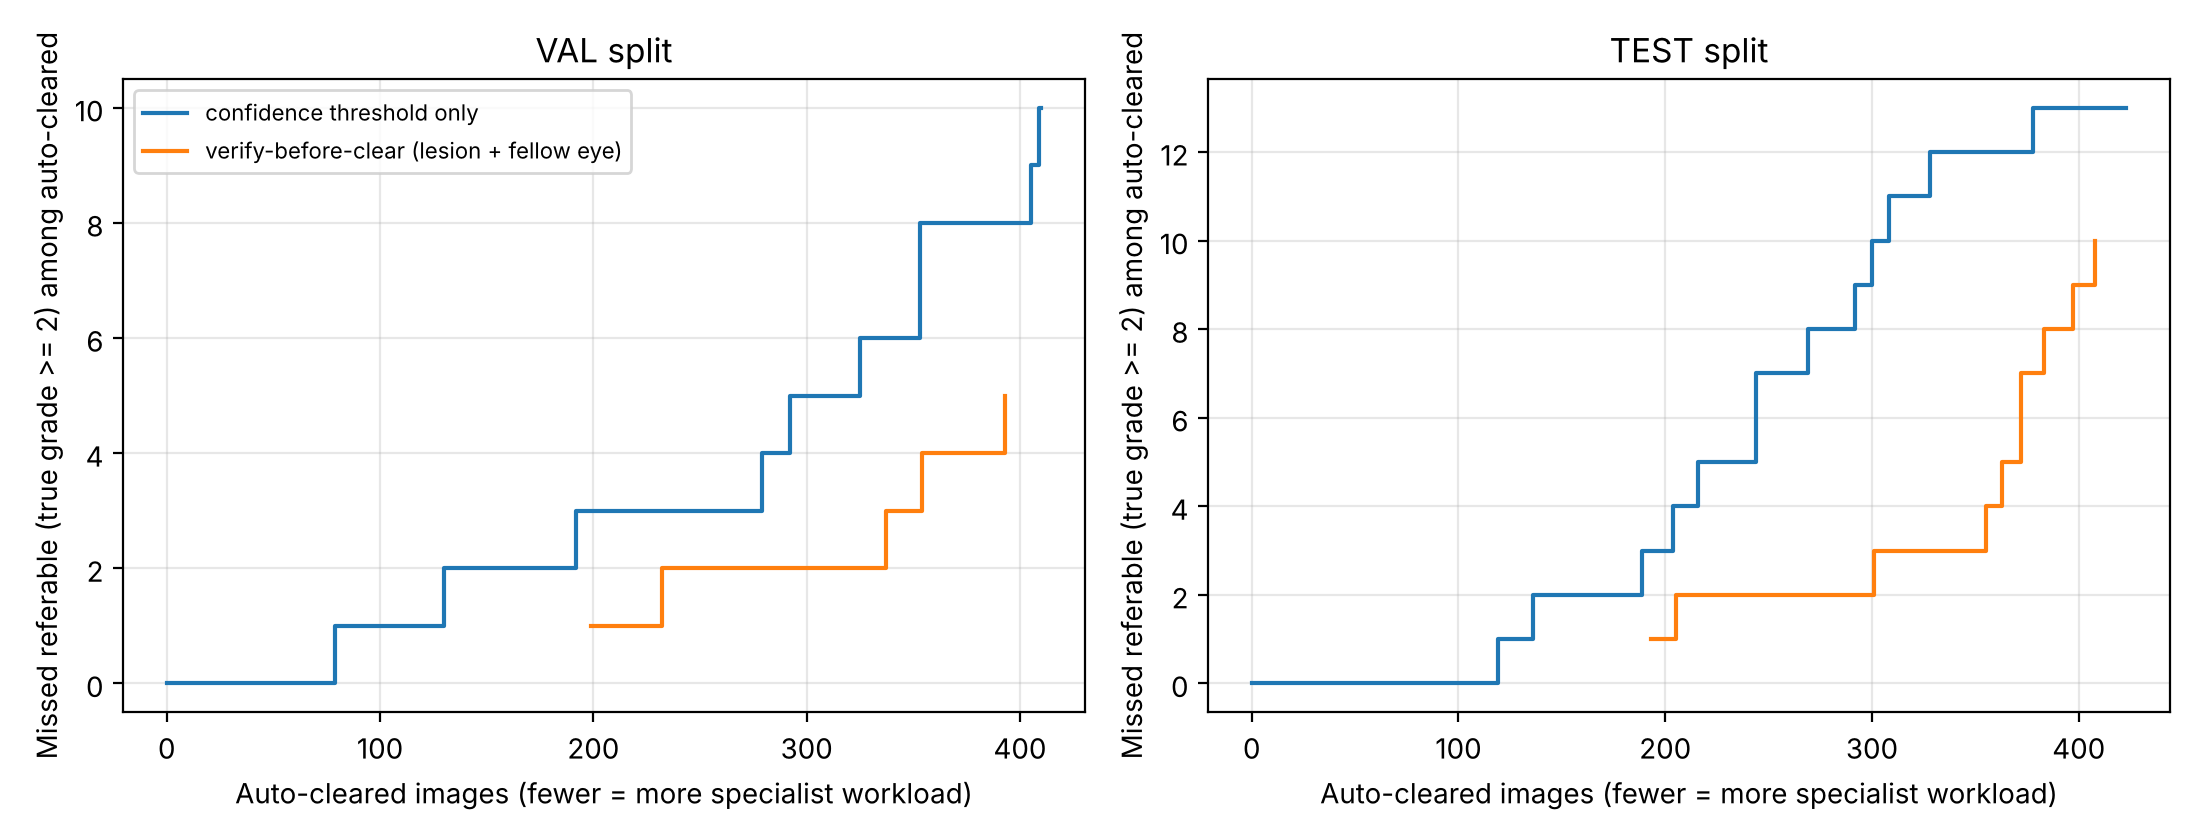 VAL split
Missed referable (true grade >= 2) among auto-cleared
10
8
6
4
2
0
confidence threshold only
verify-before-clear (lesion + fellow eye)
0 100 200 300 400
Auto-cleared images (fewer = more specialist workload)
TEST split
Missed referable (true grade >= 2) among auto-cleared
12
10
8
6
4
2
0
0 100 200 300 400
Auto-cleared images (fewer = more specialist workload)